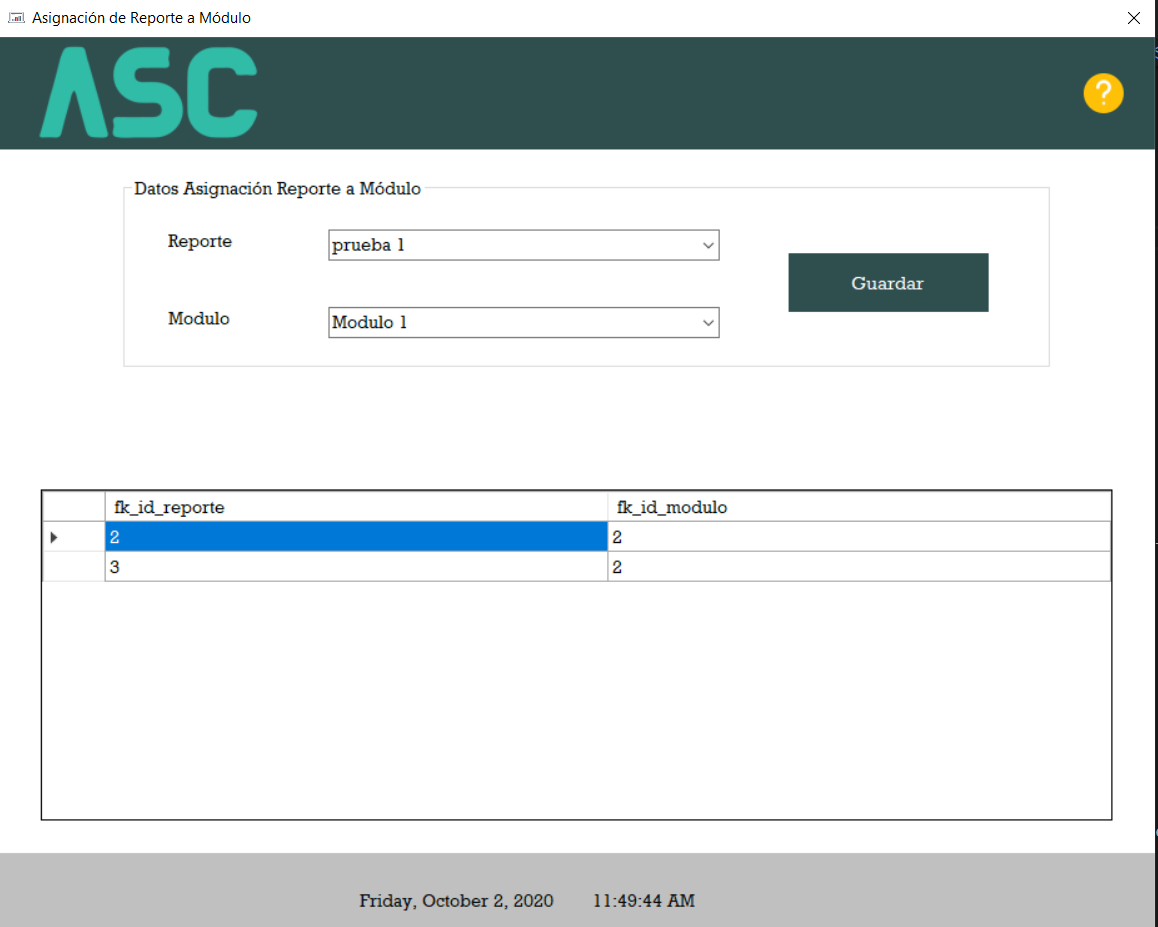 Asignación de Reporte a Módulo
ASC
?
Datos Asignación Reporte a Módulo
Reporte
prueba 1
Guardar
Modulo
Modulo 1
fk_id_reporte fk_id_modulo
2 2
3 2
Friday, October 2, 2020 11:49:44 AM